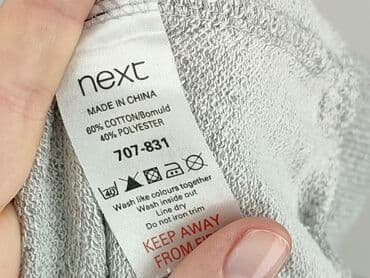 next
MADE IN CHINA
60% COTTON/Bomuld
40% POLYESTER
707-831
40
Wash like colours together
Wash inside out
Line dry
Do not iron trim
KEEP AWAY
FROM